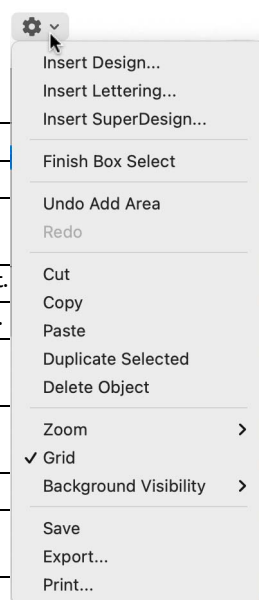 Insert Design...
Insert Lettering...
Insert SuperDesign...
Finish Box Select
Undo Add Area
Redo
Cut
Copy
Paste
Duplicate Selected
Delete Object
Zoom
Grid
Background Visibility
Save
Export...
Print...